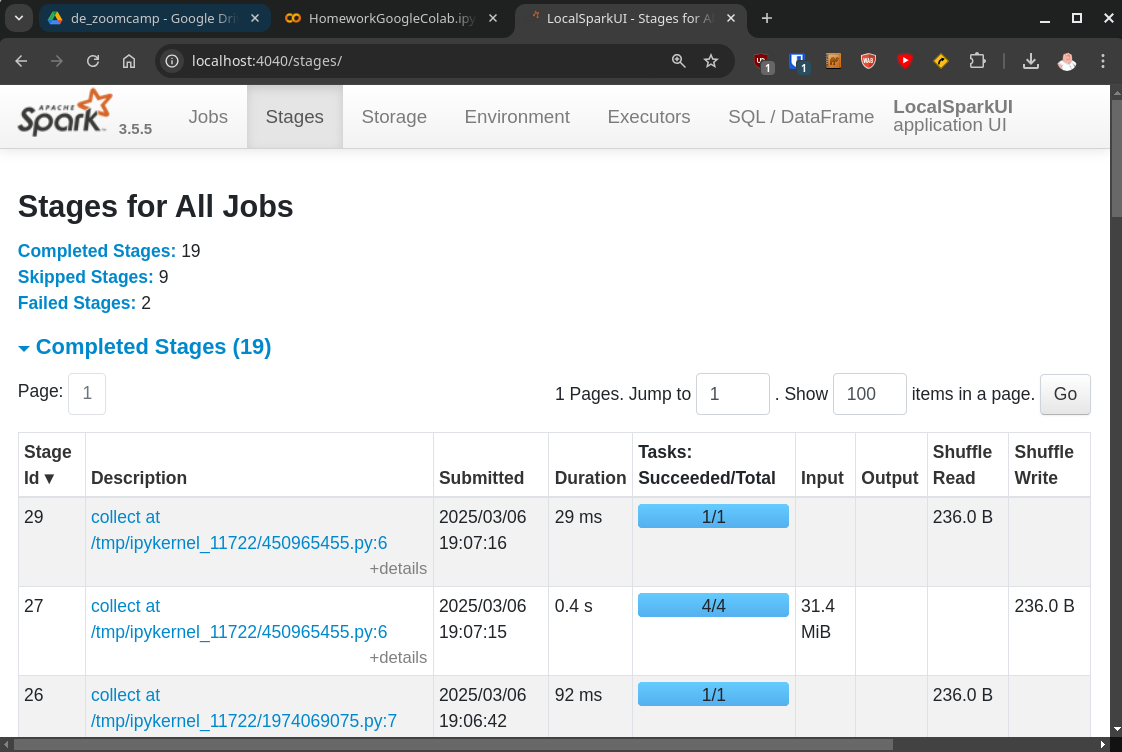 de_zoomcamp - Google Dri
HomeworkGoogleColab.ipy
LocalSparkUI - Stages for A
localhost:4040/stages/
1
1
APACHE
Spark 3.5.5
Jobs
Stages
Storage
Environment
Executors
SQL / DataFrame
LocalSparkUI
application UI
Stages for All Jobs
Completed Stages: 19
Skipped Stages: 9
Failed Stages: 2
Completed Stages (19)
Page: 1
1 Pages. Jump to 1 . Show 100 items in a page. Go
Stage Id ▼ Description Submitted Duration Tasks: Succeeded/Total Input Output Shuffle Read Shuffle Write
29 collect at 2025/03/06 29 ms 1/1 236.0 B
/tmp/ipykernel_11722/450965455.py:6 19:07:16
+details
27 collect at 2025/03/06 0.4 s 4/4 31.4 236.0 B
/tmp/ipykernel_11722/450965455.py:6 19:07:15 MiB
+details
26 collect at 2025/03/06 92 ms 1/1 236.0 B
/tmp/ipykernel_11722/1974069075.py:7 19:06:42